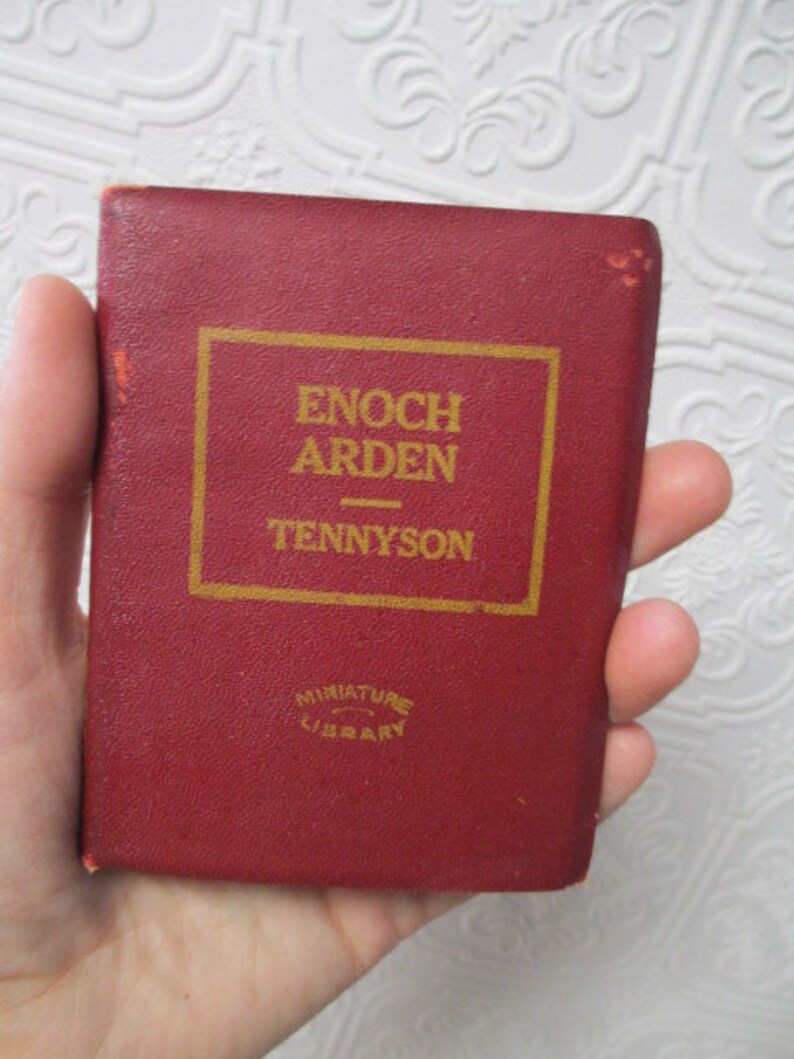 ENOCH
ARDEN
TENNYSON
MINIATURE
LIBRARY